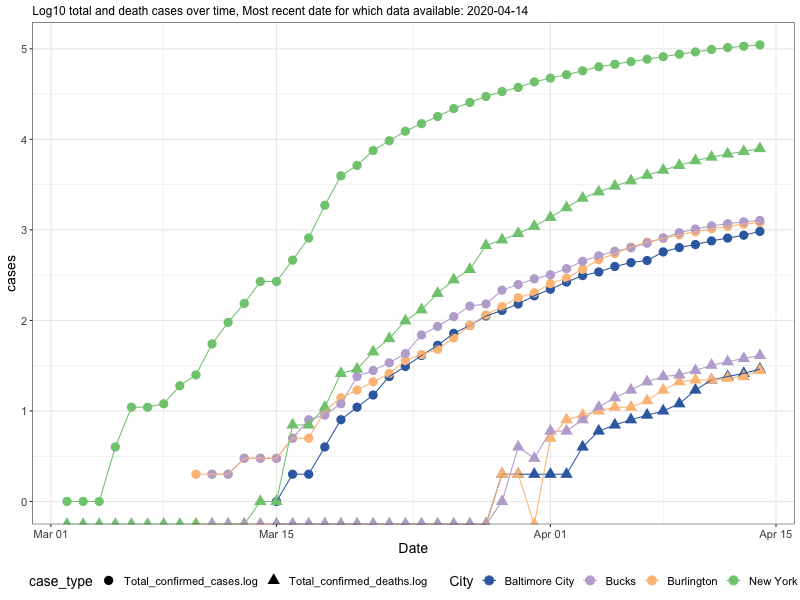 Log10 total and death cases over time, Most recent date for which data available: 2020-04-14
5
4
3
2
1
0
cases
Mar 01 Mar 15 Apr 01 Apr 15
Date
case_type Total_confirmed_cases.log Total_confirmed_deaths.log City Baltimore City Bucks Burlington New York